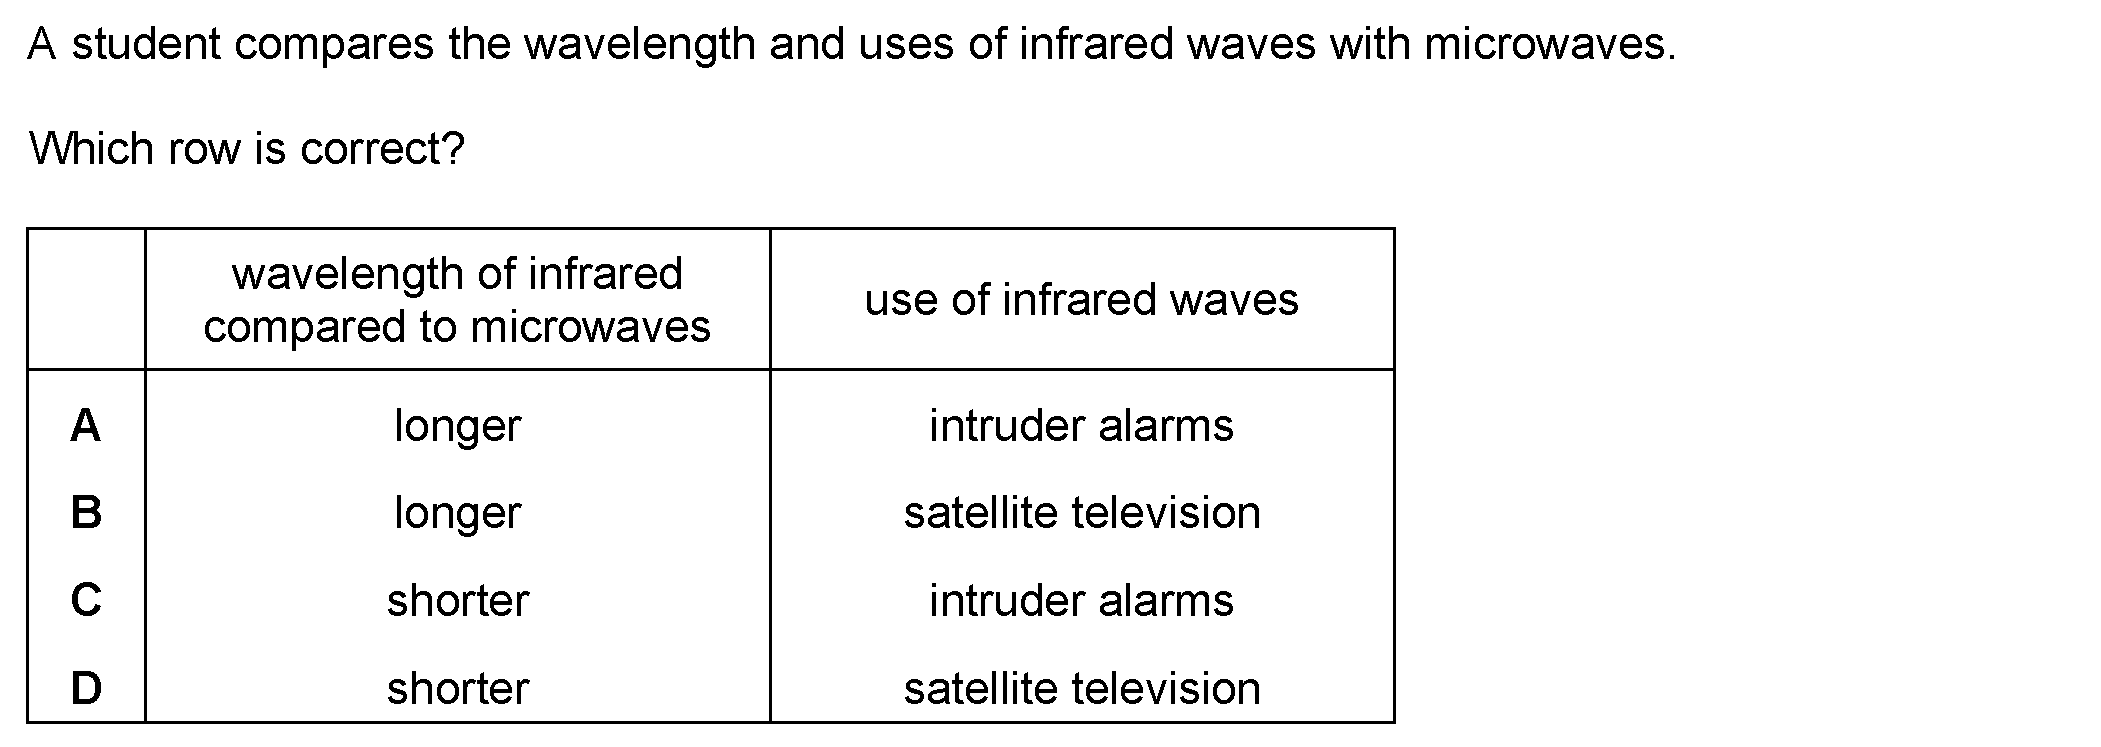 A student compares the wavelength and uses of infrared waves with microwaves.
Which row is correct?
wavelength of infrared
compared to microwaves
use of infrared waves
A longer intruder alarms
B longer satellite television
C shorter intruder alarms
D shorter satellite television